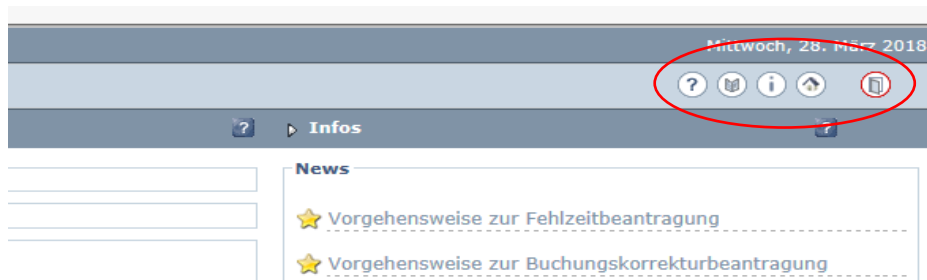 Mittwoch, 28. März 2018
? i
? Infos ?
News
Vorgehensweise zur Fehlzeitbeantragung
Vorgehensweise zur Buchungskorrekturbeantragung